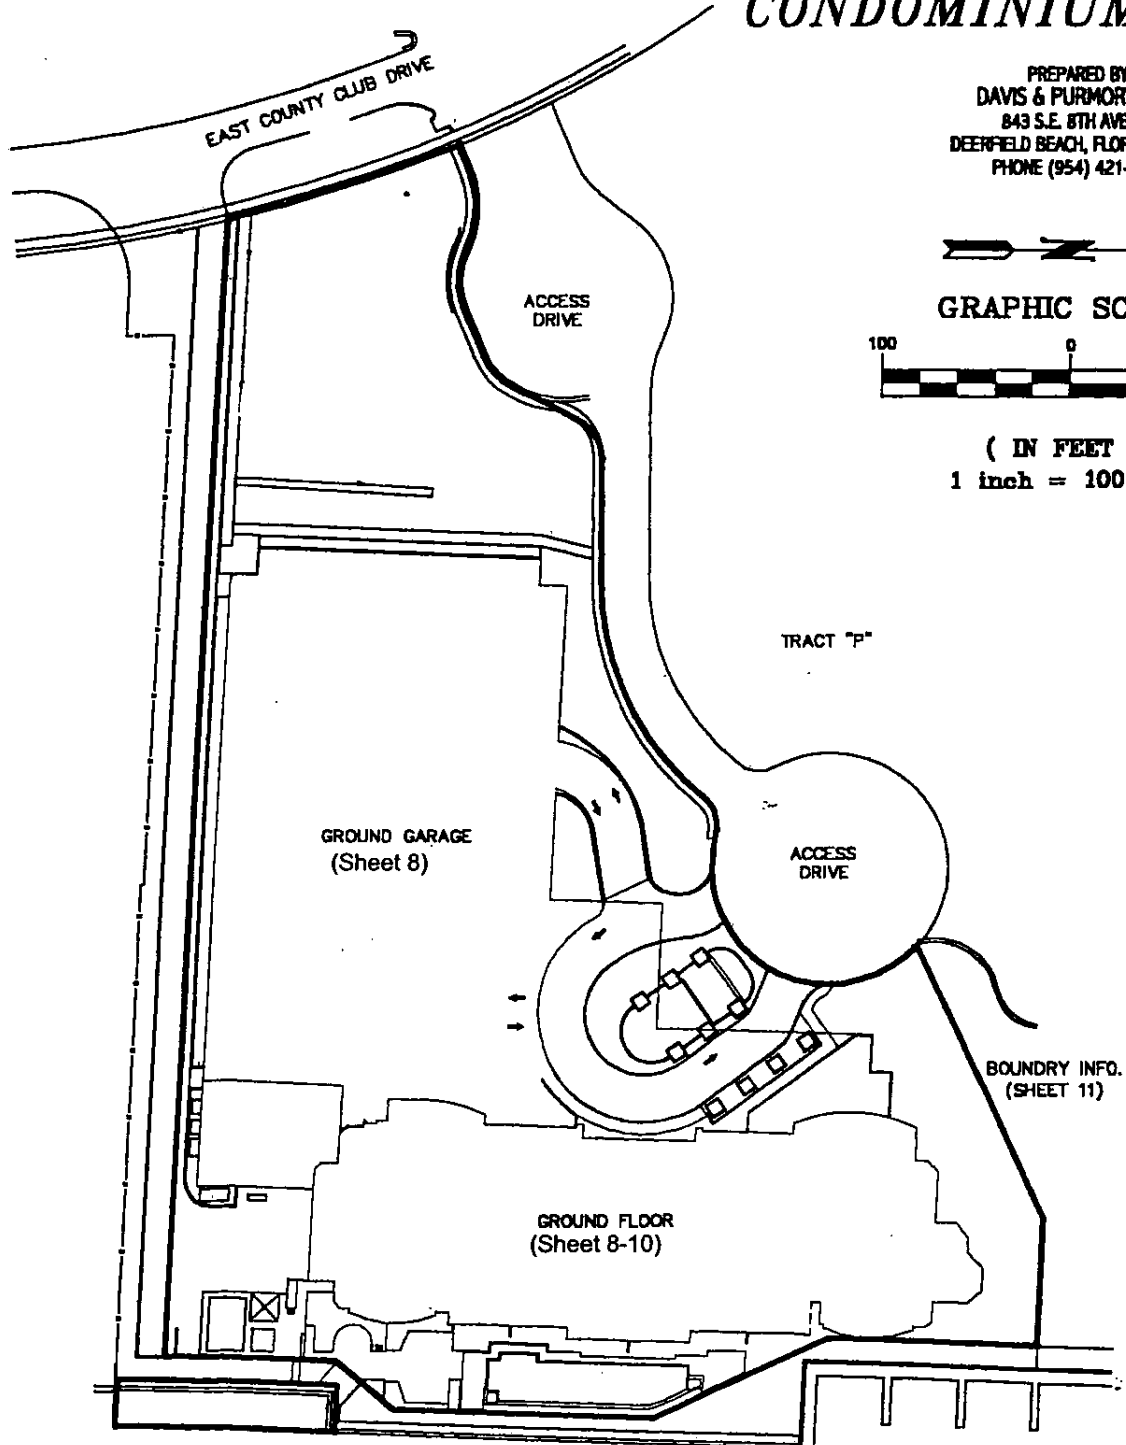 CONDOMINIUM
PREPARED BY
DAVIS & PURMOR
843 S.E. 8TH AVE
DEERFIELD BEACH, FLOR
PHONE (954) 421-
EAST COUNTY CLUB DRIVE
GRAPHIC SC
100
0
( IN FEET
1 inch = 100
ACCESS
DRIVE
TRACT "P"
GROUND GARAGE
(Sheet 8)
ACCESS
DRIVE
BOUNDRY INFO.
(SHEET 11)
GROUND FLOOR
(Sheet 8-10)